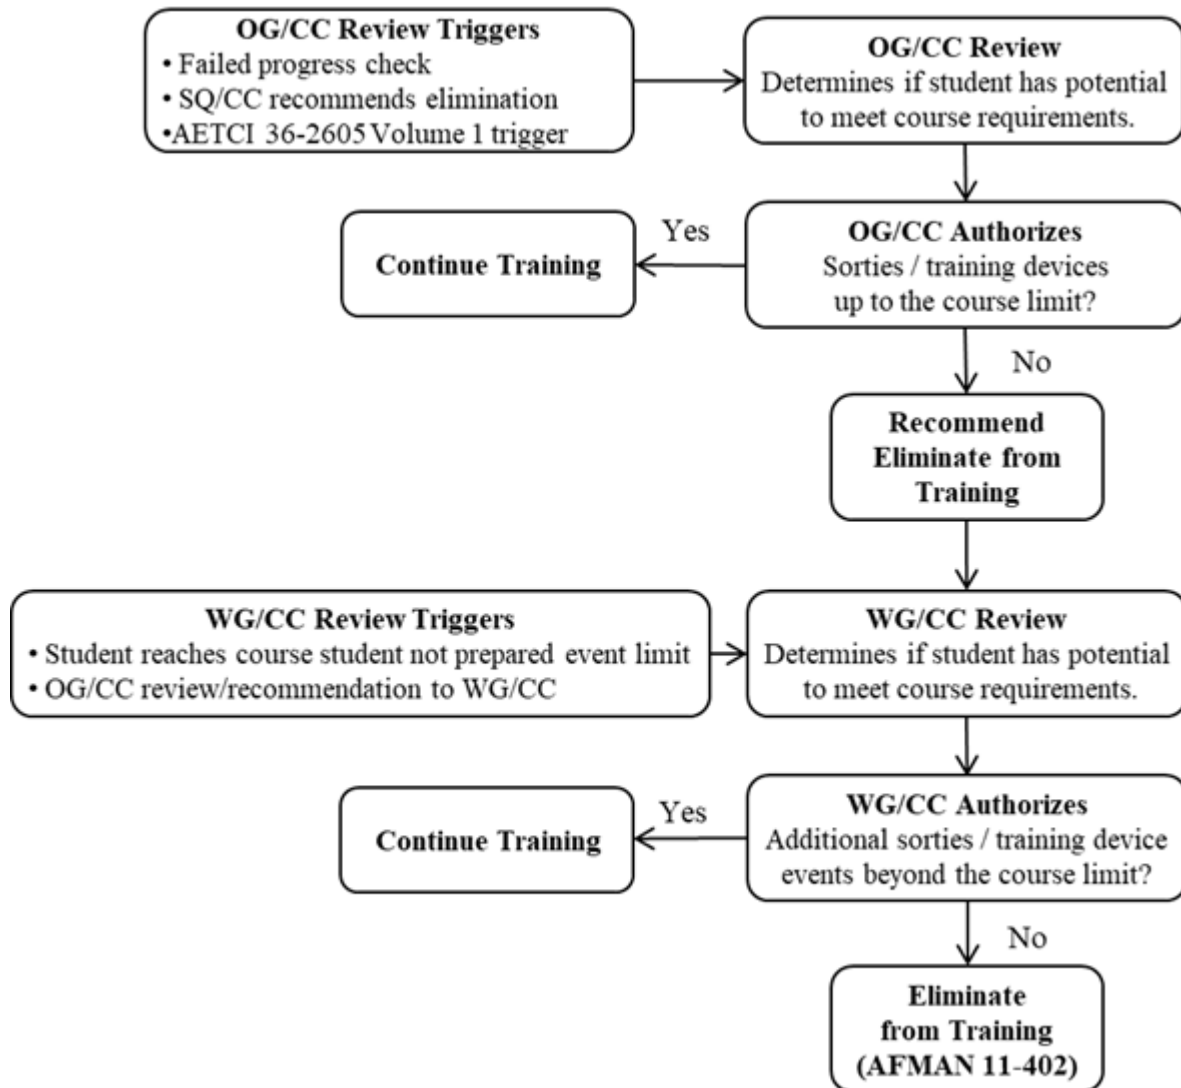 OG/CC Review Triggers
• Failed progress check
• SQ/CC recommends elimination
•AETCI 36-2605 Volume 1 trigger
OG/CC Review
Determines if student has potential
to meet course requirements.
Continue Training
Yes
OG/CC Authorizes
Sorties / training devices
up to the course limit?
No
Recommend
Eliminate from
Training
WG/CC Review Triggers
• Student reaches course student not prepared event limit
• OG/CC review/recommendation to WG/CC
WG/CC Review
Determines if student has potential
to meet course requirements.
Continue Training
Yes
WG/CC Authorizes
Additional sorties / training device
events beyond the course limit?
No
Eliminate
from Training
(AFMAN 11-402)